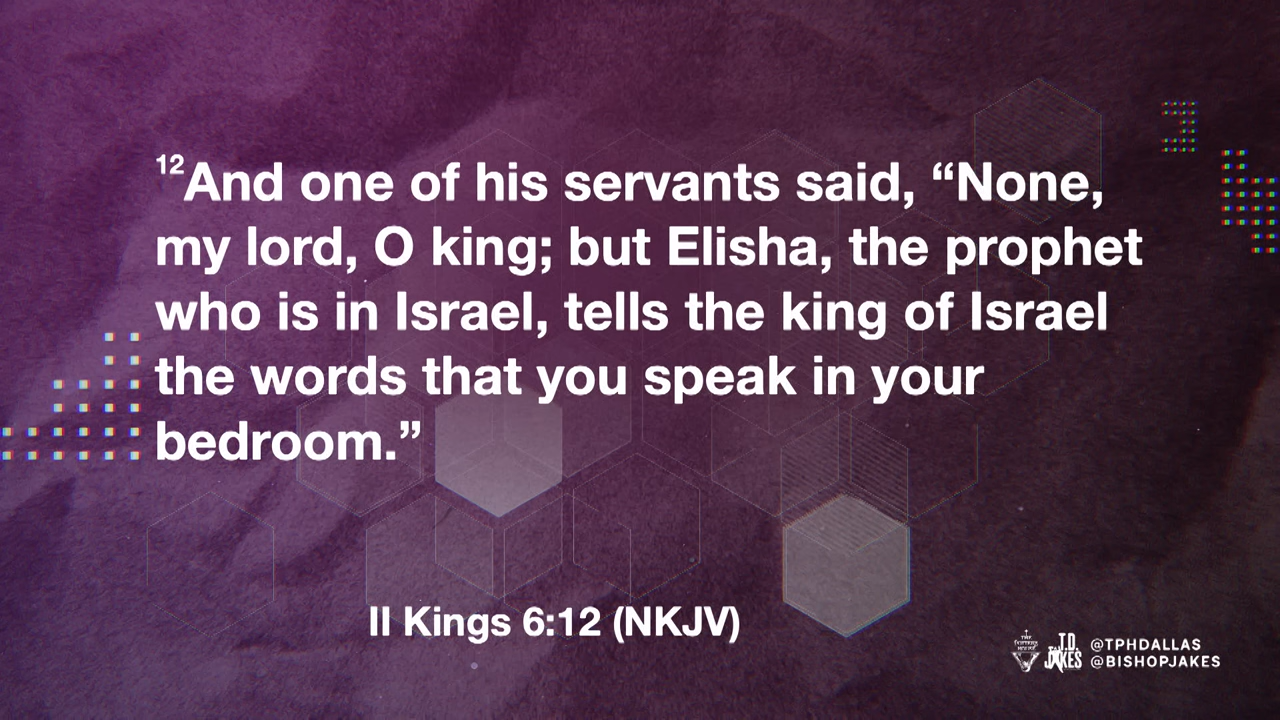 12And one of his servants said, “None,
my lord, O king; but Elisha, the prophet
who is in Israel, tells the king of Israel
the words that you speak in your
bedroom.”
II Kings 6:12 (NKJV)
T.D.
JAKES
@TPHDALLAS
@BISHOPJAKES